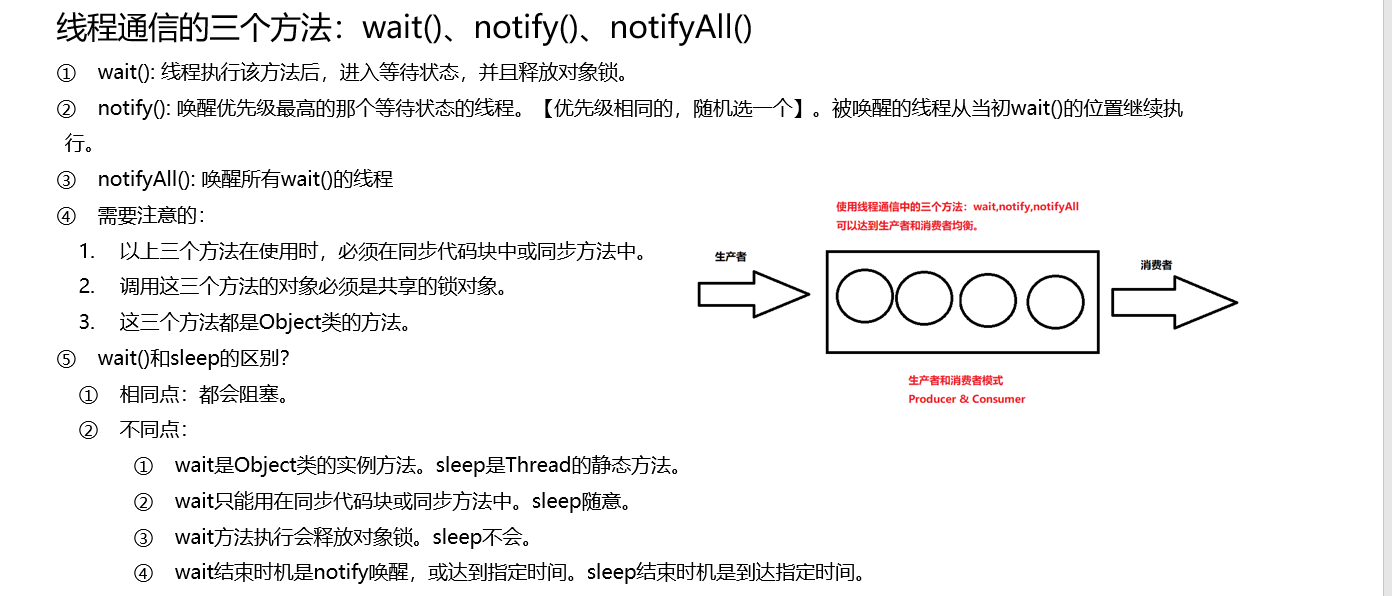 线程通信的三个方法：wait()、notify()、notifyAll()
① wait(): 线程执行该方法后，进入等待状态，并且释放对象锁。
② notify(): 唤醒优先级最高的那个等待状态的线程。【优先级相同的，随机选一个】。被唤醒的线程从当初wait()的位置继续执
行。
③ notifyAll(): 唤醒所有wait()的线程
④ 需要注意的：
1. 以上三个方法在使用时，必须在同步代码块中或同步方法中。
2. 调用这三个方法的对象必须是共享的锁对象。
3. 这三个方法都是Object类的方法。
⑤ wait()和sleep的区别？
① 相同点：都会阻塞。
② 不同点：
① wait是Object类的实例方法。sleep是Thread的静态方法。
② wait只能用在同步代码块或同步方法中。sleep随意。
③ wait方法执行会释放对象锁。sleep不会。
④ wait结束时机是notify唤醒，或达到指定时间。sleep结束时机是到达指定时间。
使用线程通信中的三个方法：wait,notify,notifyAll
可以达到生产者和消费者均衡。
生产者
消费者
生产者和消费者模式
Producer & Consumer